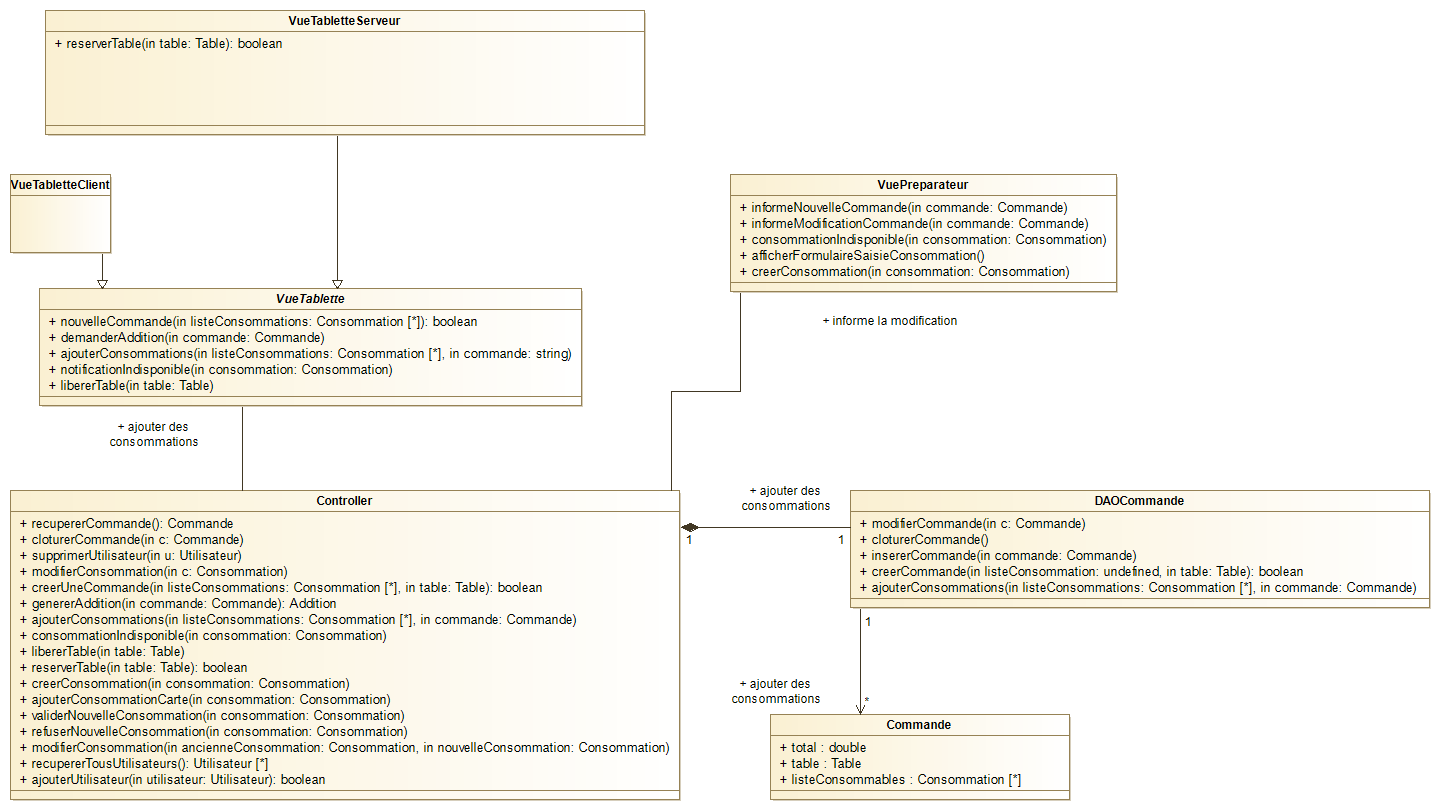 VueTabletteServeur
+ reserverTable(in table: Table): boolean
VueTabletteClient
VuePreparateur
+ informeNouvelleCommande(in commande: Commande)
+ informeModificationCommande(in commande: Commande)
+ consommationIndisponible(in consommation: Consommation)
+ afficherFormulaireSaisieConsommation()
+ creerConsommation(in consommation: Consommation)
VueTablette
+ nouvelleCommande(in listeConsommations: Consommation [*]): boolean
+ demanderAddition(in commande: Commande)
+ ajouterConsommations(in listeConsommations: Consommation [*], in commande: string)
+ notificationIndisponible(in consommation: Consommation)
+ libererTable(in table: Table)
+ informe la modification
+ ajouter des
consommations
Controller
+ recupererCommande(): Commande
+ cloturerCommande(in c: Commande)
+ supprimerUtilisateur(in u: Utilisateur)
+ modifierConsommation(in c: Consommation)
+ creerUneCommande(in listeConsommations: Consommation [*], in table: Table): boolean
+ genererAddition(in commande: Commande): Addition
+ ajouterConsommations(in listeConsommations: Consommation [*], in commande: Commande)
+ consommationIndisponible(in consommation: Consommation)
+ libererTable(in table: Table)
+ reserverTable(in table: Table): boolean
+ creerConsommation(in consommation: Consommation)
+ ajouterConsommationCarte(in consommation: Consommation)
+ validerNouvelleConsommation(in consommation: Consommation)
+ refuserNouvelleConsommation(in consommation: Consommation)
+ modifierConsommation(in ancienneConsommation: Consommation, in nouvelleConsommation: Consommation)
+ recupererTousUtilisateurs(): Utilisateur [*]
+ ajouterUtilisateur(in utilisateur: Utilisateur): boolean
+ ajouter des
consommations
1
1
DAOCommande
+ modifierCommande(in c: Commande)
+ cloturerCommande()
+ insererCommande(in commande: Commande)
+ creerCommande(in listeConsommation: undefined, in table: Table): boolean
+ ajouterConsommations(in listeConsommations: Consommation [*], in commande: Commande)
1
+ ajouter des
consommations
*
Commande
+ total : double
+ table : Table
+ listeConsommables : Consommation [*]